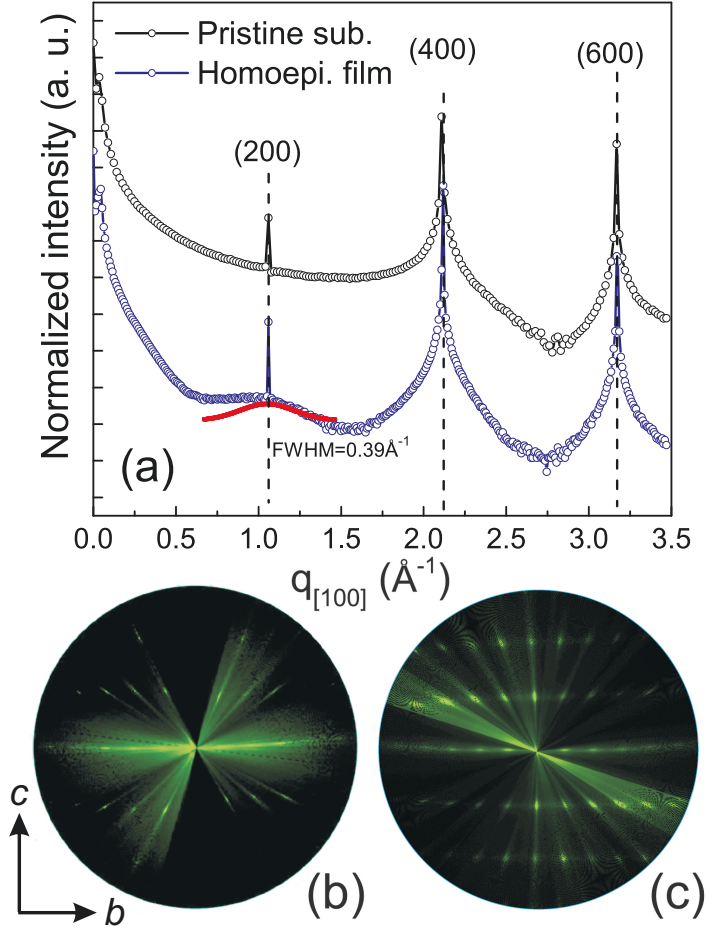 Pristine sub.
Homoepi. film
(200)
(400)
(600)
Normalized intensity (a. u.)
(a)
FWHM=0.39Å⁻¹
0.0 0.5 1.0 1.5 2.0 2.5 3.0 3.5
q[100] (Å⁻¹)
c
b
(b)
(c)